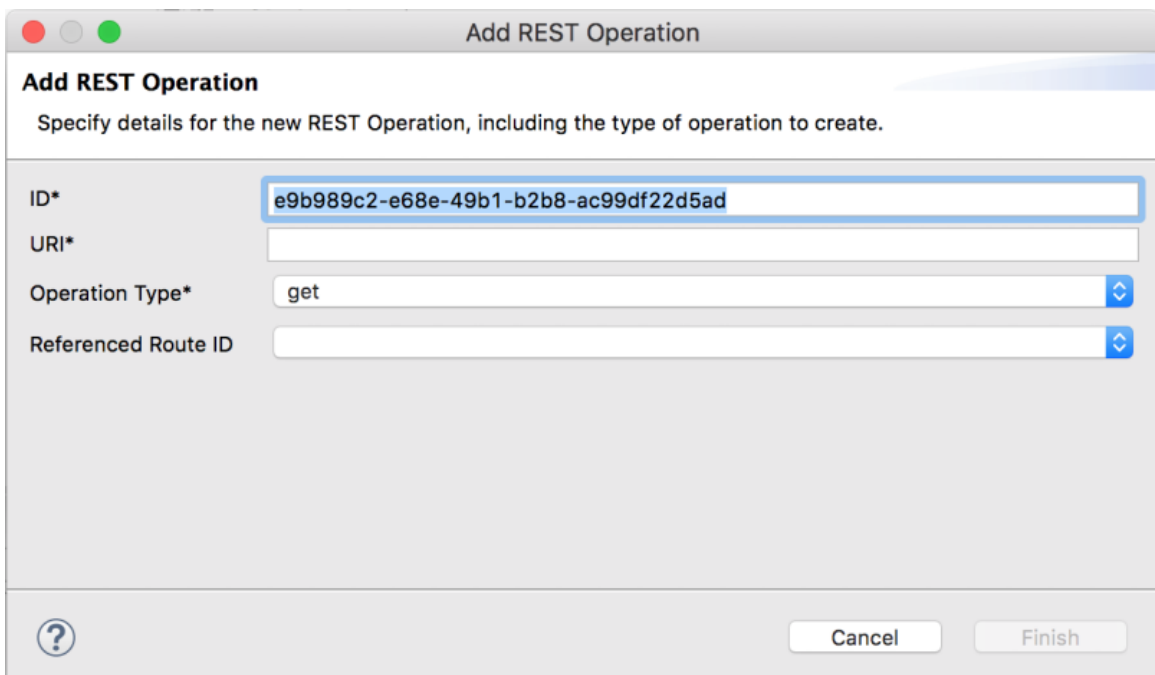 Add REST Operation
Add REST Operation
Specify details for the new REST Operation, including the type of operation to create.
ID*
e9b989c2-e68e-49b1-b2b8-ac99df22d5ad
URI*
Operation Type*
get
Referenced Route ID
?
Cancel
Finish